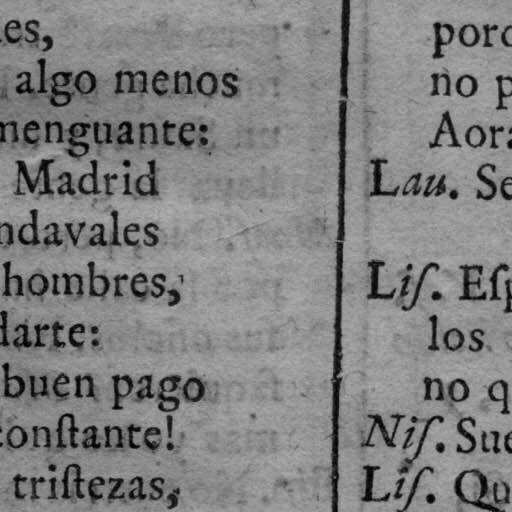 es,
algo menos
menguante:
Madrid
ndavales
hombres,
darte:
buen pago
conſtante!
triſtezas,
porq
no p
Aora
Lau. Se
Liſ. Eſp
los
no q
Niſ. Sue
Liſ. Qu